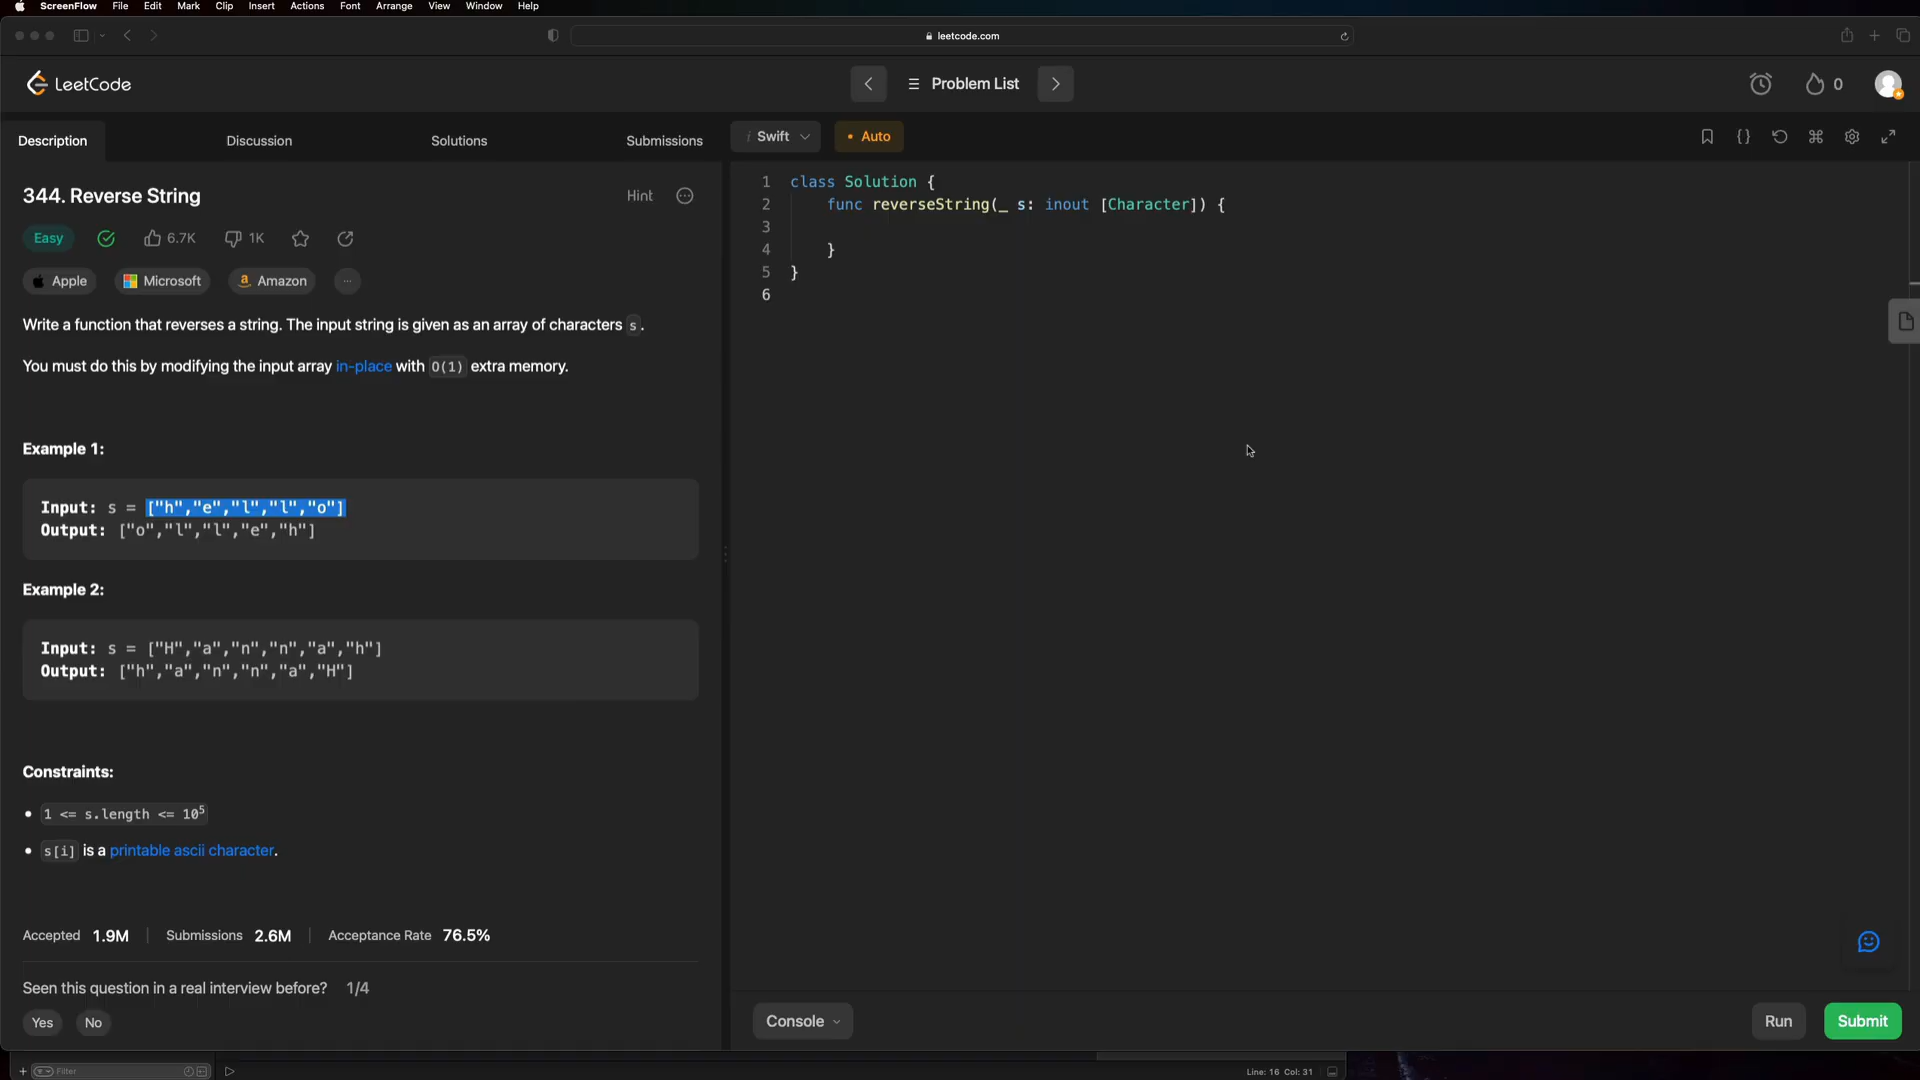 ScreenFlow File Edit Mark Clip Insert Actions Font Arrange View Window Help
leetcode.com
LeetCode
Problem List
0
Description Discussion Solutions Submissions
i Swift • Auto
344. Reverse String
Hint
Easy 6.7K 1K
Apple Microsoft Amazon ...
Write a function that reverses a string. The input string is given as an array of characters s.
You must do this by modifying the input array in-place with O(1) extra memory.
Example 1:
Input: s = ["h","e","l","l","o"]
Output: ["o","l","l","e","h"]
Example 2:
Input: s = ["H","a","n","n","a","h"]
Output: ["h","a","n","n","a","H"]
Constraints:
• 1 <= s.length <= 10⁵
• s[i] is a printable ascii character.
Accepted 1.9M | Submissions 2.6M | Acceptance Rate 76.5%
Seen this question in a real interview before? 1/4
Yes No
1 class Solution {
2 func reverseString(_ s: inout [Character]) {
3
4 }
5 }
6
Console
Run
Submit
+ Filter
Line: 16 Col: 31